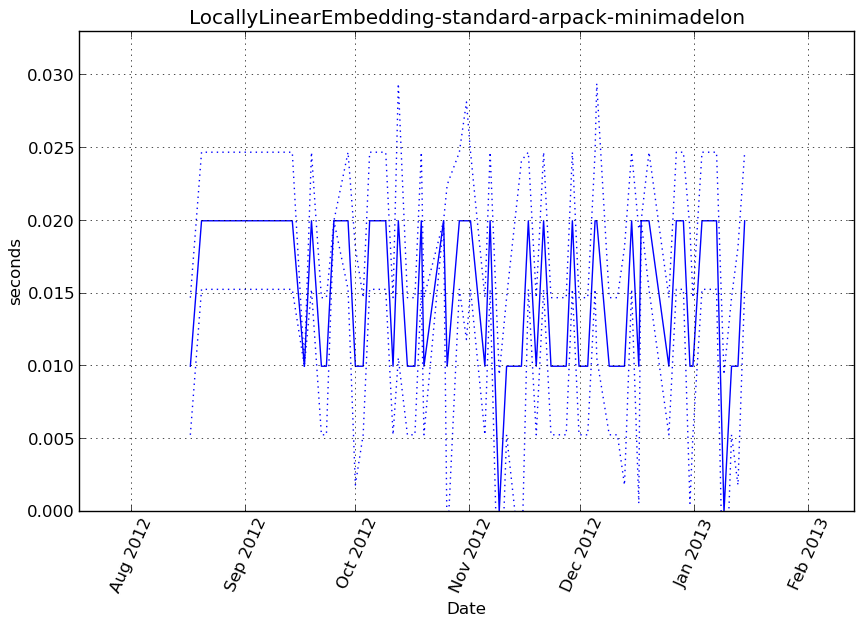 LocallyLinearEmbedding-standard-arpack-minimadelon
0.030
0.025
0.020
0.015
0.010
0.005
0.000
seconds
Aug 2012
Sep 2012
Oct 2012
Nov 2012
Dec 2012
Jan 2013
Feb 2013
Date